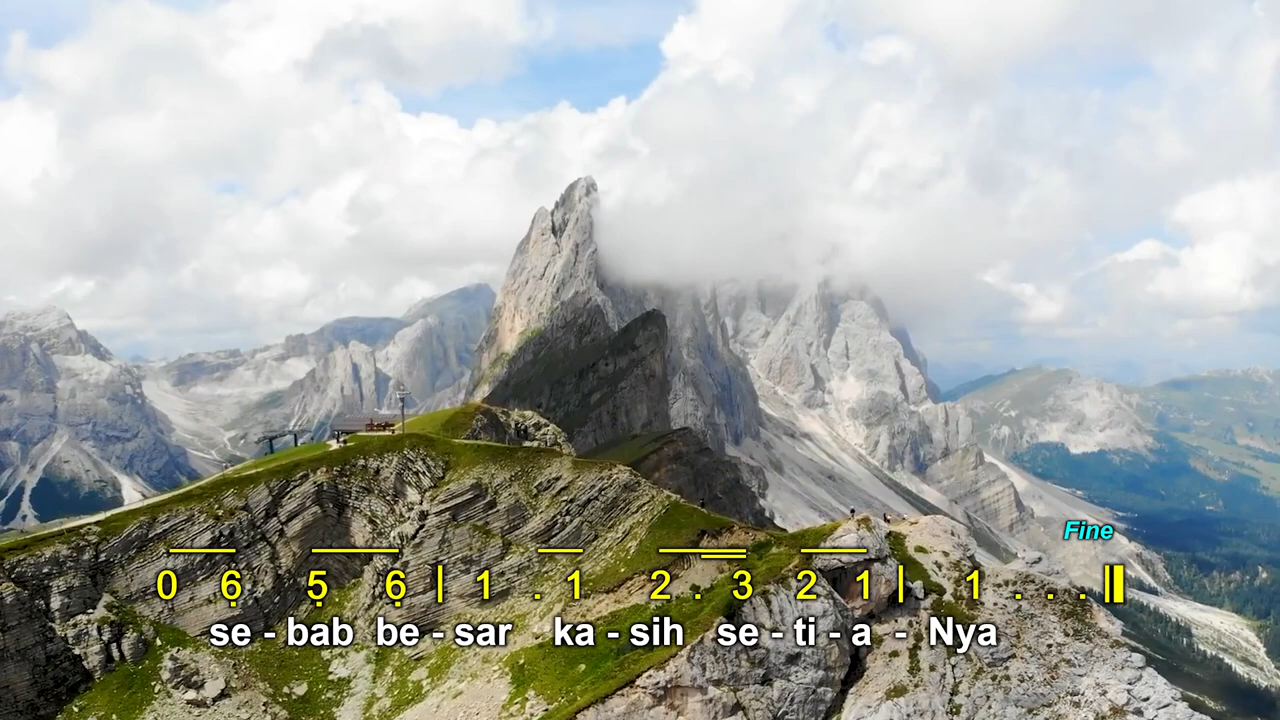 Fine
0 6̣ 5̣ 6̣ | 1 . 1 2 . 3 2 1 | 1 . . . ‖
se - bab be - sar ka - sih se - ti - a - Nya